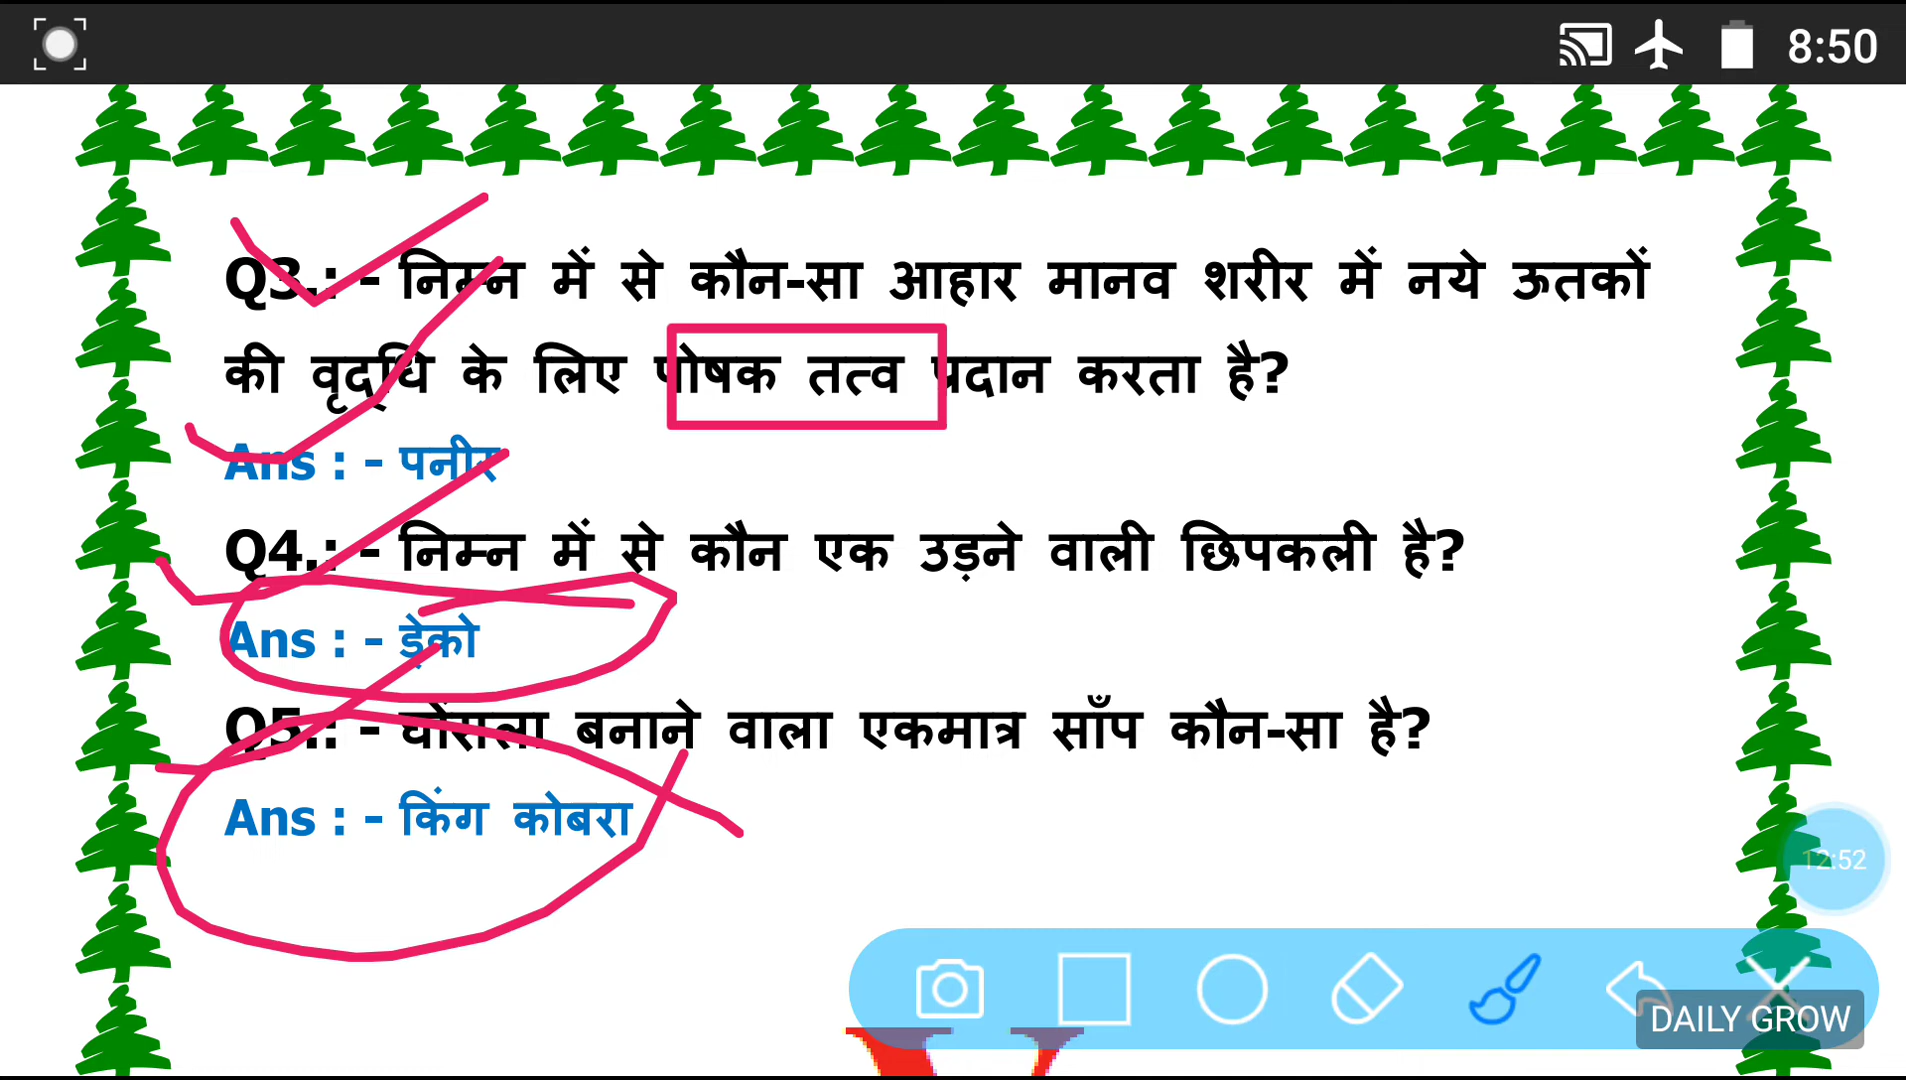 8:50
Q3.: - निम्न में से कौन-सा आहार मानव शरीर में नये ऊतकों
की वृद्धि के लिए पोषक तत्व प्रदान करता है?
Ans : - पनीर
Q4.: - निम्न में से कौन एक उड़ने वाली छिपकली है?
Ans : - ड्रेको
Q5.: - घोंसला बनाने वाला एकमात्र साँप कौन-सा है?
Ans : - किंग कोबरा
12:52
DAILY GROW